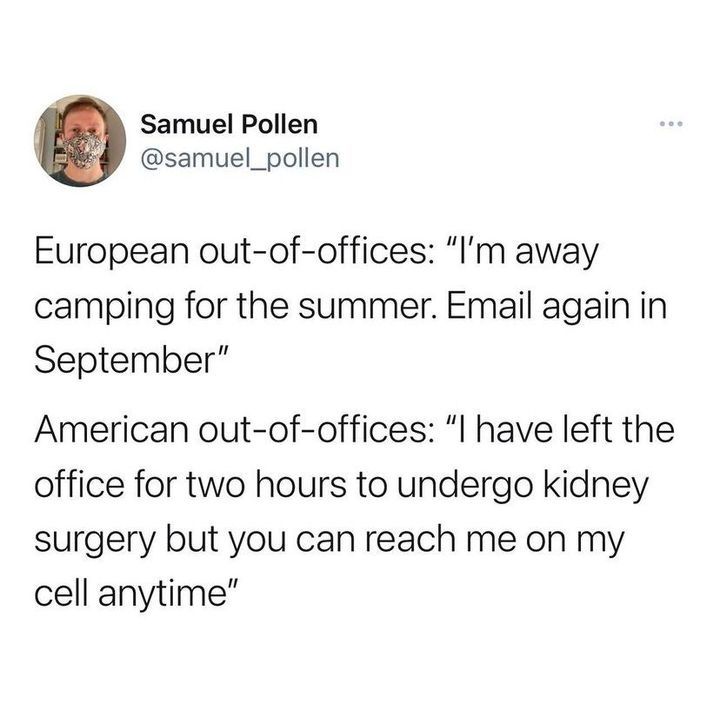 Samuel Pollen
@samuel_pollen
European out-of-offices: “I’m away
camping for the summer. Email again in
September”
American out-of-offices: “I have left the
office for two hours to undergo kidney
surgery but you can reach me on my
cell anytime”